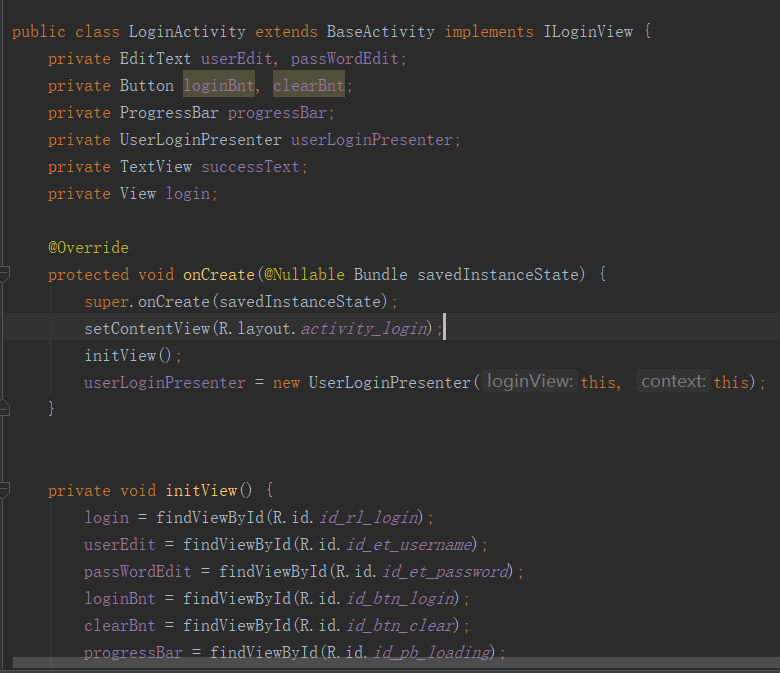 public class LoginActivity extends BaseActivity implements ILoginView {
    private EditText userEdit, passWordEdit;
    private Button loginBnt, clearBnt;
    private ProgressBar progressBar;
    private UserLoginPresenter userLoginPresenter;
    private TextView successText;
    private View login;
    @Override
    protected void onCreate(@Nullable Bundle savedInstanceState) {
        super.onCreate(savedInstanceState);
        setContentView(R.layout.activity_login);
        initView();
        userLoginPresenter = new UserLoginPresenter( loginView: this, context: this);
    }
    private void initView() {
        login = findViewById(R.id.id_rl_login);
        userEdit = findViewById(R.id.id_et_username);
        passWordEdit = findViewById(R.id.id_et_password);
        loginBnt = findViewById(R.id.id_btn_login);
        clearBnt = findViewById(R.id.id_btn_clear);
        progressBar = findViewById(R.id.id_pb_loading);